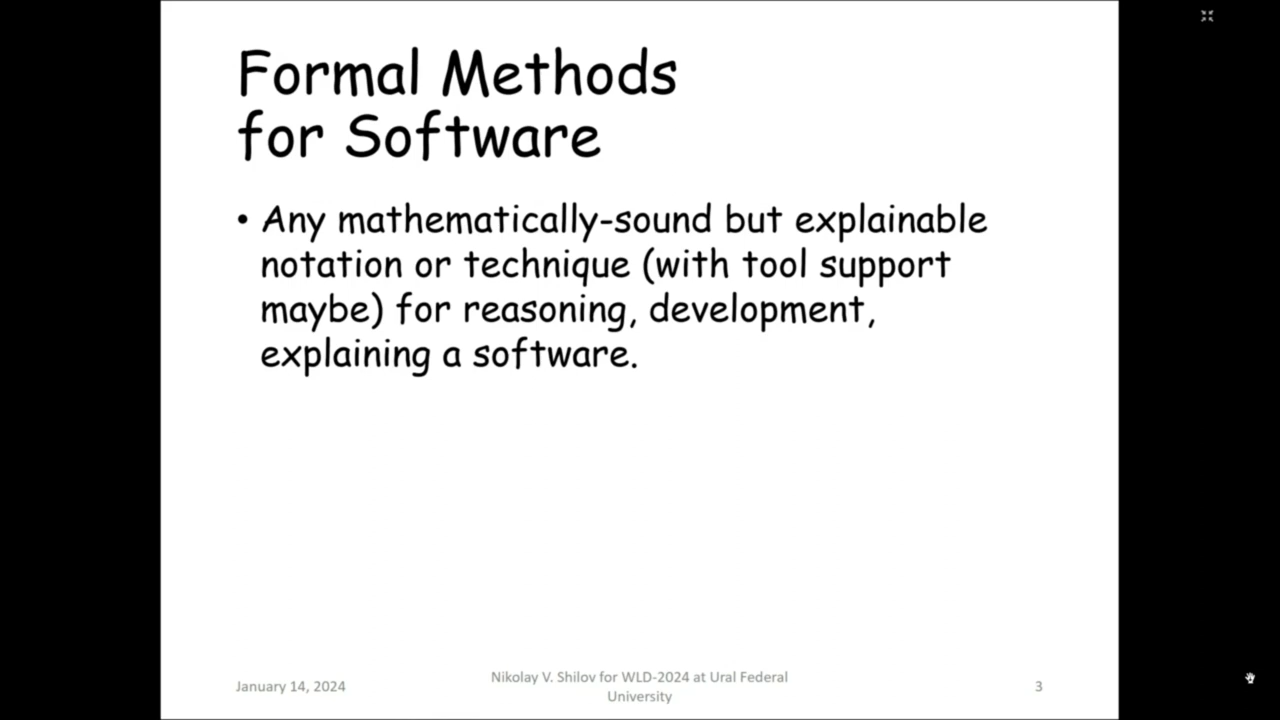 Formal Methods
for Software
• Any mathematically-sound but explainable
notation or technique (with tool support
maybe) for reasoning, development,
explaining a software.
January 14, 2024
Nikolay V. Shilov for WLD-2024 at Ural Federal
University
3